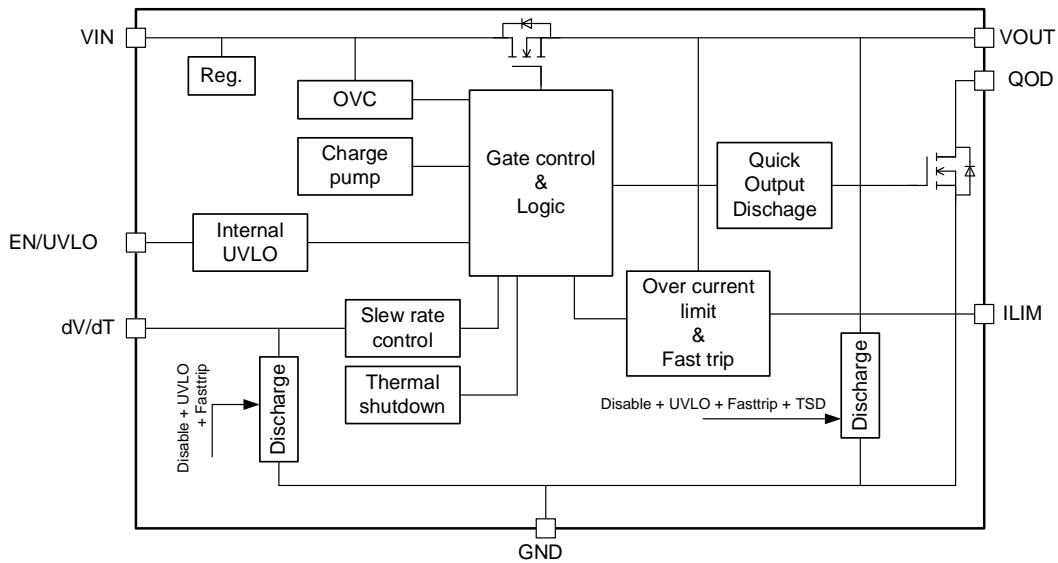 VIN
VOUT
Reg.
QOD
OVC
Charge
pump
Gate control
&
Logic
Quick
Output
Dischage
EN/UVLO
Internal
UVLO
dV/dT
Slew rate
control
Over current
limit
&
Fast trip
ILIM
Thermal
shutdown
Disable + UVLO
+ Fasttrip
Discharge
Disable + UVLO + Fasttrip + TSD
Discharge
GND